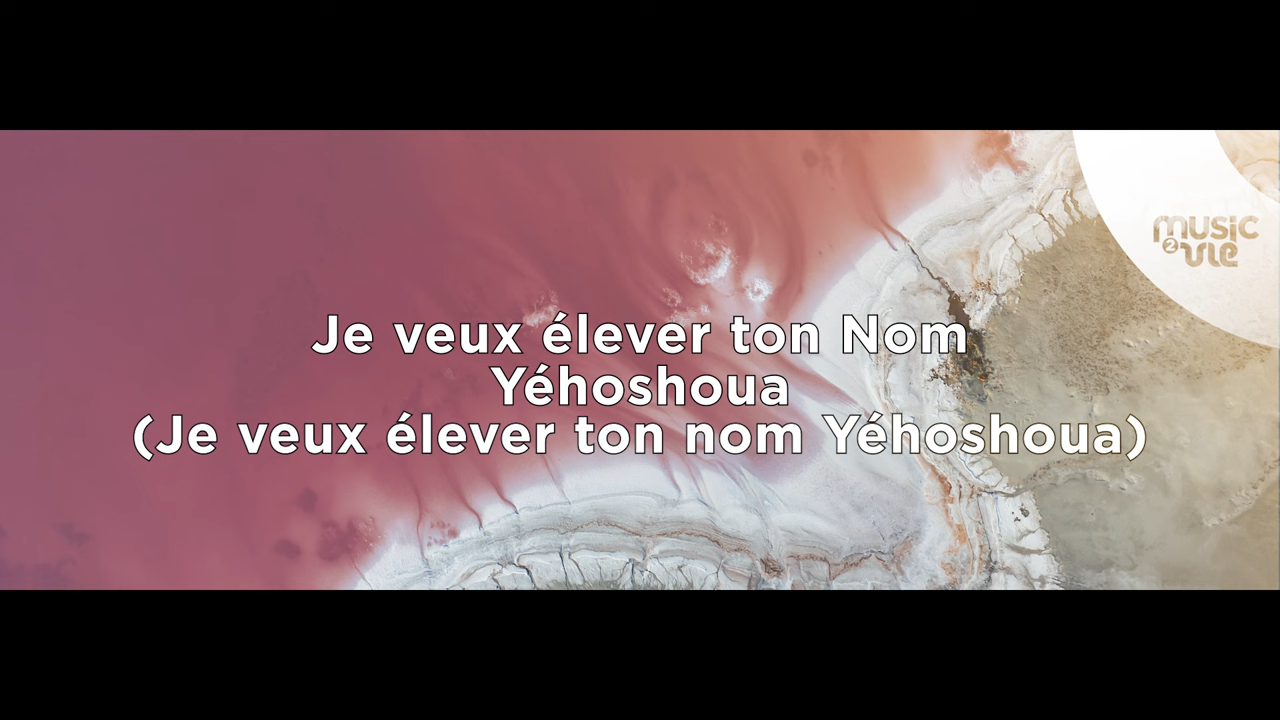 music
2 vie
Je veux élever ton Nom
Yéhoshoua
(Je veux élever ton nom Yéhoshoua)